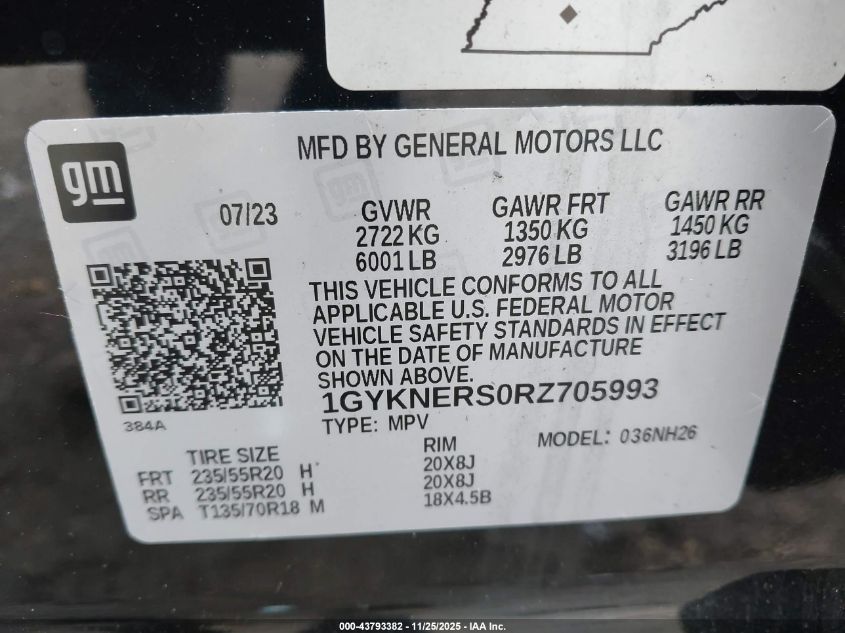 gm
MFD BY GENERAL MOTORS LLC
07/23
GVWR
2722 KG
6001 LB
GAWR FRT
1350 KG
2976 LB
GAWR RR
1450 KG
3196 LB
THIS VEHICLE CONFORMS TO ALL
APPLICABLE U.S. FEDERAL MOTOR
VEHICLE SAFETY STANDARDS IN EFFECT
ON THE DATE OF MANUFACTURE
SHOWN ABOVE.
1GYKNERS0RZ705993
TYPE: MPV
MODEL: 036NH26
384A
TIRE SIZE RIM
FRT 235/55R20 H 20X8J
RR 235/55R20 H 20X8J
SPA T135/70R18 M 18X4.5B
000-43793382 - 11/25/2025 - IAA Inc.